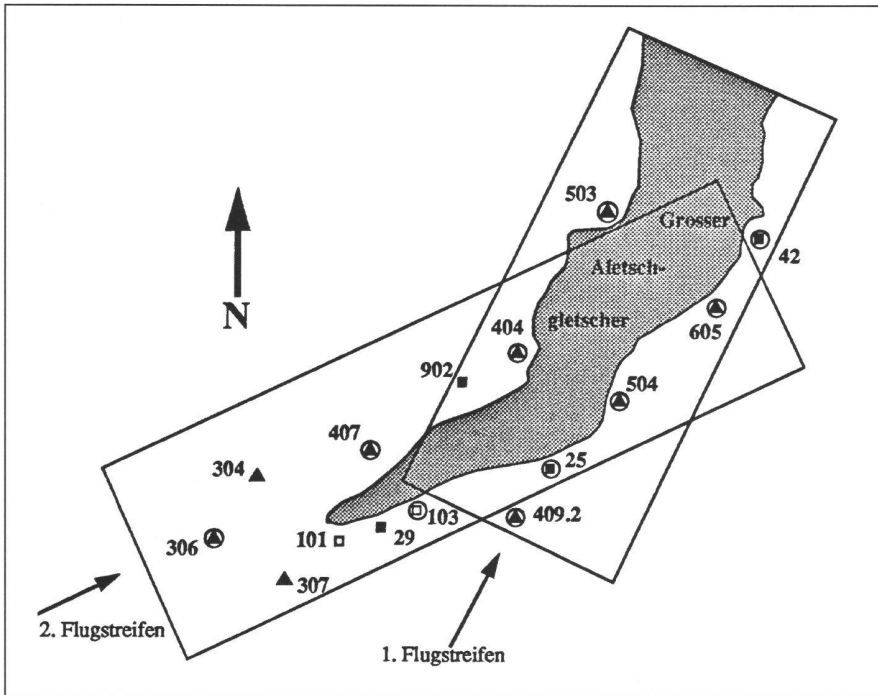 503
Grosser
42
Aletsch-
N
gletscher
605
404
902
504
407
304
25
103
409.2
306
101
29
307
2. Flugstreifen
1. Flugstreifen